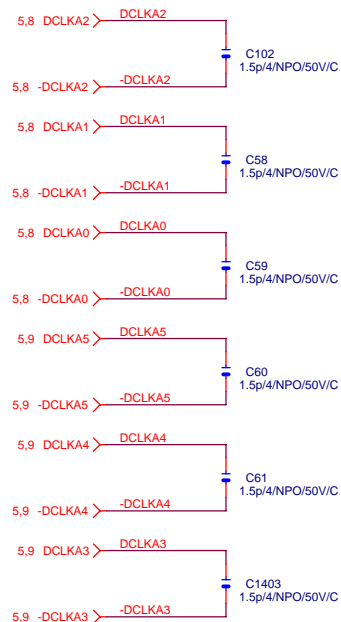 5,8 DCLKA2 DCLKA2
C102
1.5p/4/NPO/50V/C
5,8 -DCLKA2 -DCLKA2
5,8 DCLKA1 DCLKA1
C58
1.5p/4/NPO/50V/C
5,8 -DCLKA1 -DCLKA1
5,8 DCLKA0 DCLKA0
C59
1.5p/4/NPO/50V/C
5,8 -DCLKA0 -DCLKA0
5,9 DCLKA5 DCLKA5
C60
1.5p/4/NPO/50V/C
5,9 -DCLKA5 -DCLKA5
5,9 DCLKA4 DCLKA4
C61
1.5p/4/NPO/50V/C
5,9 -DCLKA4 -DCLKA4
5,9 DCLKA3 DCLKA3
C1403
1.5p/4/NPO/50V/C
5,9 -DCLKA3 -DCLKA3